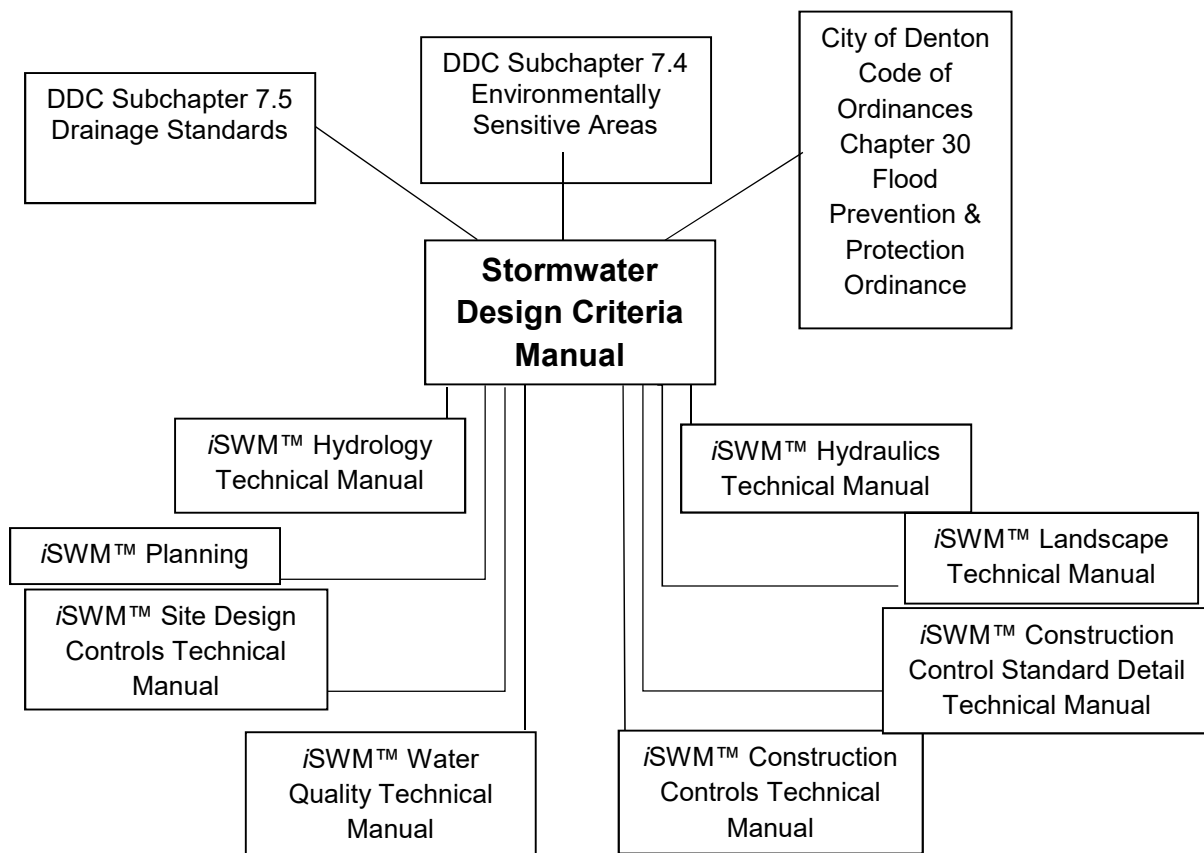 DDC Subchapter 7.5
Drainage Standards
DDC Subchapter 7.4
Environmentally
Sensitive Areas
City of Denton
Code of
Ordinances
Chapter 30
Flood
Prevention &
Protection
Ordinance
Stormwater
Design Criteria
Manual
iSWM™ Hydrology
Technical Manual
iSWM™ Hydraulics
Technical Manual
iSWM™ Planning
iSWM™ Landscape
Technical Manual
iSWM™ Site Design
Controls Technical
Manual
iSWM™ Construction
Control Standard Detail
Technical Manual
iSWM™ Water
Quality Technical
Manual
iSWM™ Construction
Controls Technical
Manual